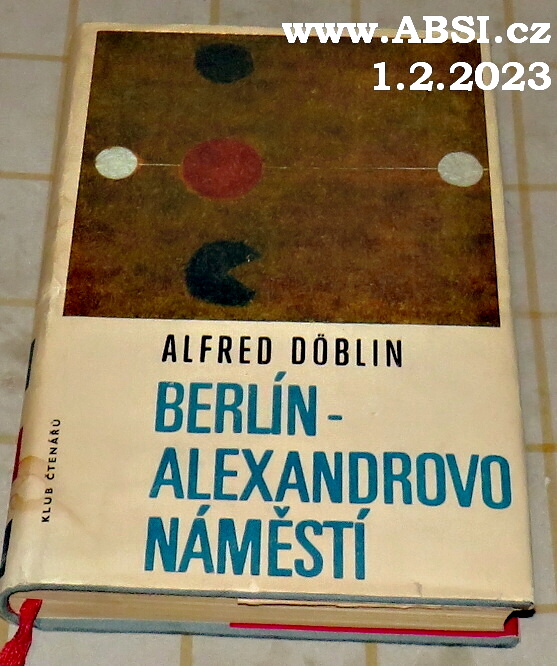 www.ABSI.cz
1.2.2023
ALFRED DÖBLIN
BERLÍN-
ALEXANDROVO
NÁMĚSTÍ
KLUB ČTENÁŘŮ